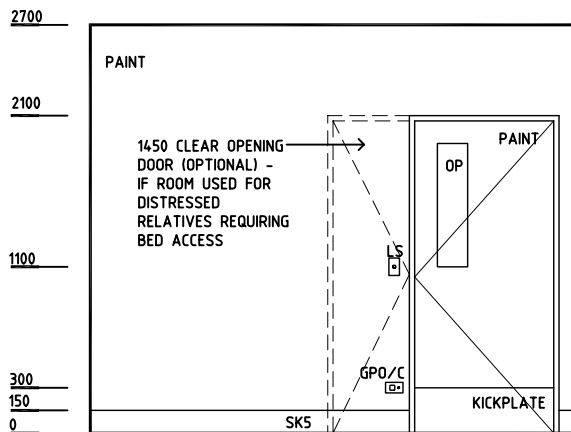 2700
PAINT
2100
1450 CLEAR OPENING
DOOR (OPTIONAL) -
IF ROOM USED FOR
DISTRESSED
RELATIVES REQUIRING
BED ACCESS
PAINT
OP
LS
1100
GPO/C
300
KICKPLATE
150
SK5
0